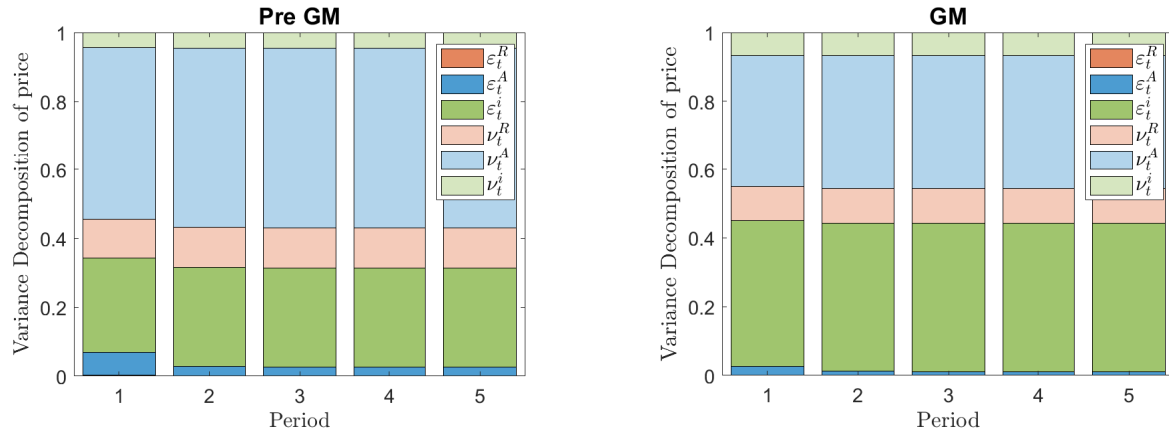 Pre GM
Variance Decomposition of price
1
0.8
0.6
0.4
0.2
0
1 2 3 4 5
Period
ε_t^R
ε_t^A
ε_t^i
ν_t^R
ν_t^A
ν_t^i
GM
Variance Decomposition of price
1
0.8
0.6
0.4
0.2
0
1 2 3 4 5
Period
ε_t^R
ε_t^A
ε_t^i
ν_t^R
ν_t^A
ν_t^i